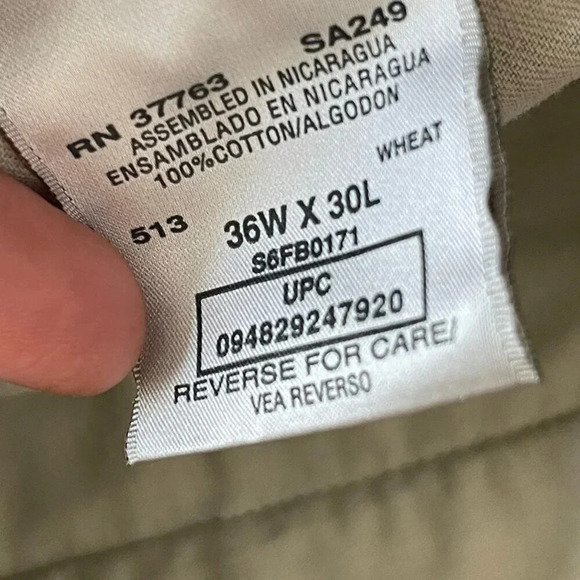 SA249
RN 37763
ASSEMBLED IN NICARAGUA
ENSAMBLADO EN NICARAGUA
100%COTTON/ALGODON
WHEAT
513 36W X 30L
S6FB0171
UPC
094829247920
REVERSE FOR CARE/
VEA REVERSO